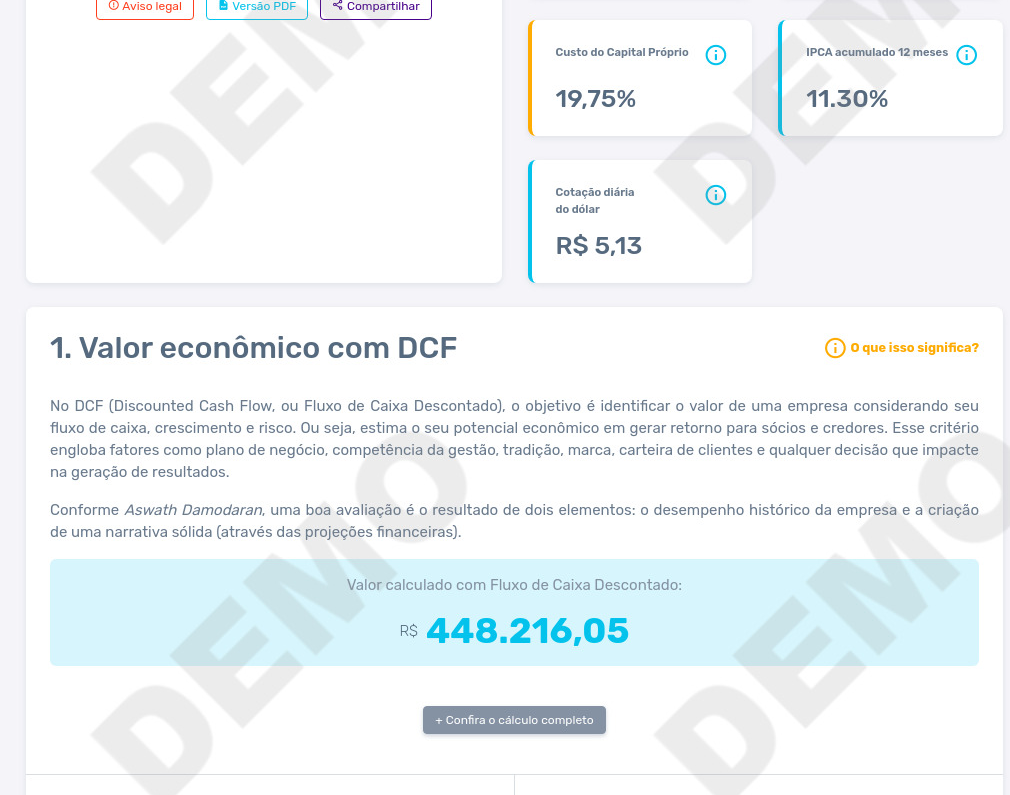 Aviso legal
Versão PDF
Compartilhar
Custo do Capital Próprio
19,75%
IPCA acumulado 12 meses
11.30%
Cotação diária
do dólar
R$ 5,13
1. Valor econômico com DCF
O que isso significa?
No DCF (Discounted Cash Flow, ou Fluxo de Caixa Descontado), o objetivo é identificar o valor de uma empresa considerando seu
fluxo de caixa, crescimento e risco. Ou seja, estima o seu potencial econômico em gerar retorno para sócios e credores. Esse critério
engloba fatores como plano de negócio, competência da gestão, tradição, marca, carteira de clientes e qualquer decisão que impacte
na geração de resultados.
Conforme Aswath Damodaran, uma boa avaliação é o resultado de dois elementos: o desempenho histórico da empresa e a criação
de uma narrativa sólida (através das projeções financeiras).
Valor calculado com Fluxo de Caixa Descontado:
R$ 448.216,05
+ Confira o cálculo completo
DEMO
DEMO
DEMO
DEMO